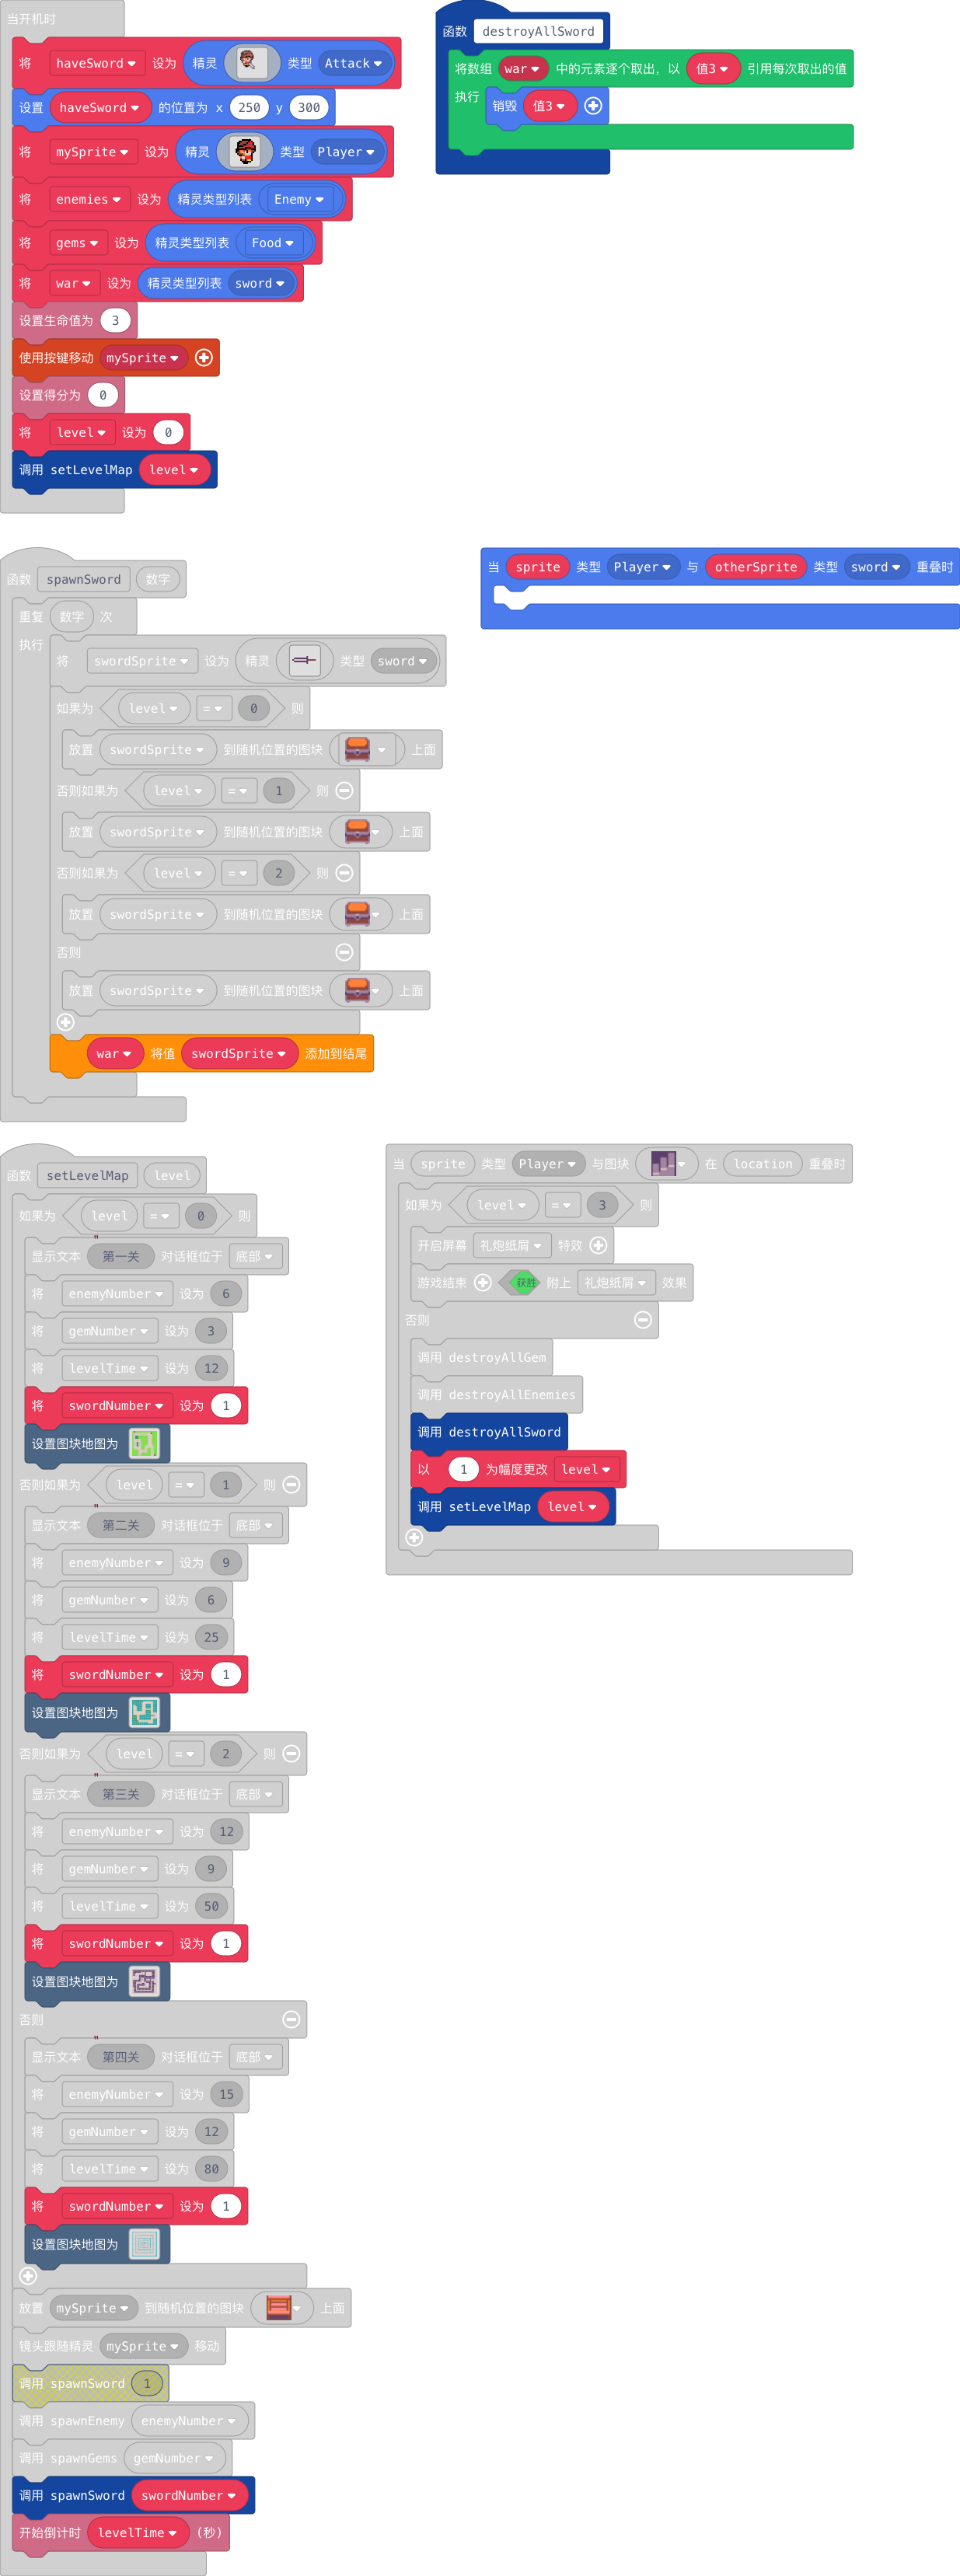 当开机时
将 haveSword 设为 精灵 类型 Attack
设置 haveSword 的位置为 x 250 y 300
将 mySprite 设为 精灵 类型 Player
将 enemies 设为 精灵类型列表 Enemy
将 gems 设为 精灵类型列表 Food
将 war 设为 精灵类型列表 sword
设置生命值为 3
使用按键移动 mySprite
设置得分为 0
将 level 设为 0
调用 setLevelMap level
函数 destroyAllSword
将数组 war 中的元素逐个取出，以 值3 引用每次取出的值
执行 销毁 值3
函数 spawnSword 数字
重复 数字 次
执行 将 swordSprite 设为 精灵 类型 sword
如果为 level = 0 则
放置 swordSprite 到随机位置的图块 上面
否则如果为 level = 1 则
放置 swordSprite 到随机位置的图块 上面
否则如果为 level = 2 则
放置 swordSprite 到随机位置的图块 上面
否则
放置 swordSprite 到随机位置的图块 上面
war 将值 swordSprite 添加到结尾
当 sprite 类型 Player 与 otherSprite 类型 sword 重叠时
函数 setLevelMap level
如果为 level = 0 则
显示文本 " 第一关 对话框位于 底部
将 enemyNumber 设为 6
将 gemNumber 设为 3
将 levelTime 设为 12
将 swordNumber 设为 1
设置图块地图为
否则如果为 level = 1 则
显示文本 " 第二关 对话框位于 底部
将 enemyNumber 设为 9
将 gemNumber 设为 6
将 levelTime 设为 25
将 swordNumber 设为 1
设置图块地图为
否则如果为 level = 2 则
显示文本 " 第三关 对话框位于 底部
将 enemyNumber 设为 12
将 gemNumber 设为 9
将 levelTime 设为 50
将 swordNumber 设为 1
设置图块地图为
否则
显示文本 " 第四关 对话框位于 底部
将 enemyNumber 设为 15
将 gemNumber 设为 12
将 levelTime 设为 80
将 swordNumber 设为 1
设置图块地图为
放置 mySprite 到随机位置的图块 上面
镜头跟随精灵 mySprite 移动
调用 spawnSword 1
调用 spawnEnemy enemyNumber
调用 spawnGems gemNumber
调用 spawnSword swordNumber
开始倒计时 levelTime (秒)
当 sprite 类型 Player 与图块 在 location 重叠时
如果为 level = 3 则
开启屏幕 礼炮纸屑 特效
游戏结束 获胜 附上 礼炮纸屑 效果
否则
调用 destroyAllGem
调用 destroyAllEnemies
调用 destroyAllSword
以 1 为幅度更改 level
调用 setLevelMap level